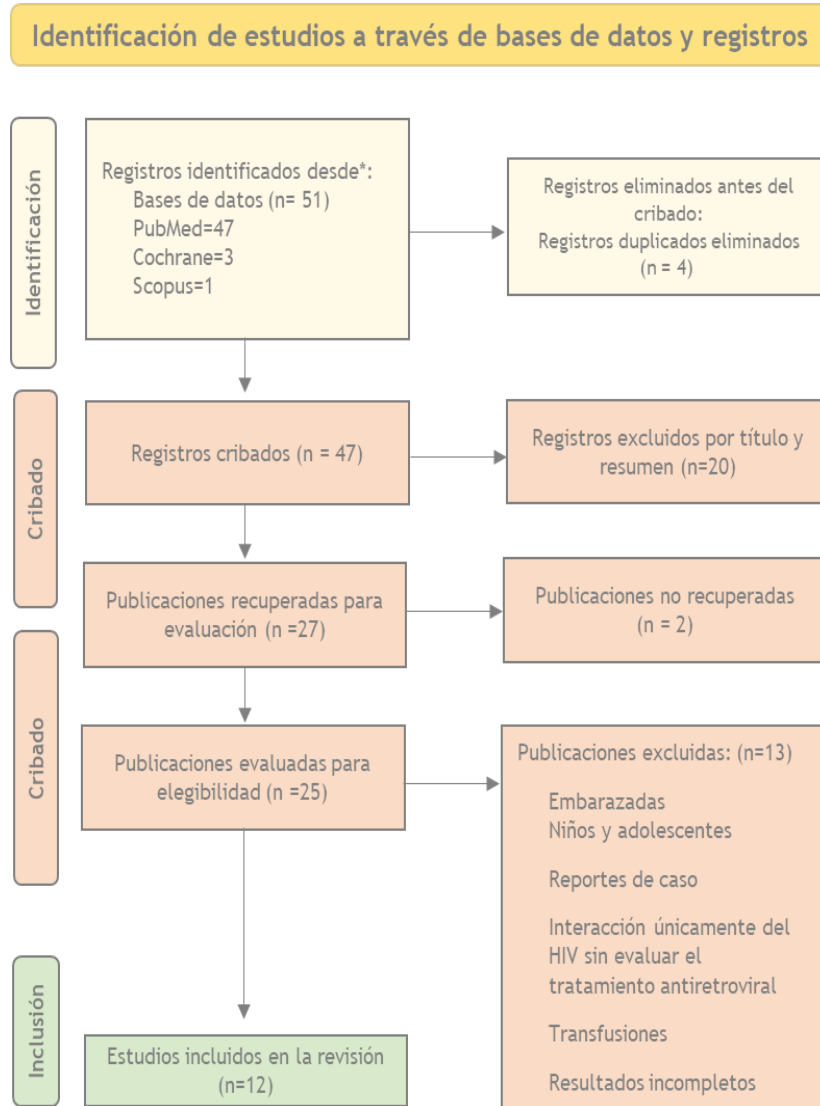 Identificación de estudios a través de bases de datos y registros
Identificación
Registros identificados desde*:
Bases de datos (n= 51)
PubMed=47
Cochrane=3
Scopus=1
Registros eliminados antes del
cribado:
Registros duplicados eliminados
(n = 4)
Cribado
Registros cribados (n = 47)
Registros excluidos por título y
resumen (n=20)
Publicaciones recuperadas para
evaluación (n =27)
Publicaciones no recuperadas
(n = 2)
Cribado
Publicaciones evaluadas para
elegibilidad (n =25)
Publicaciones excluidas: (n=13)
Embarazadas
Niños y adolescentes
Reportes de caso
Interacción únicamente del
HIV sin evaluar el
tratamiento antiretroviral
Transfusiones
Resultados incompletos
Inclusión
Estudios incluidos en la revisión
(n=12)